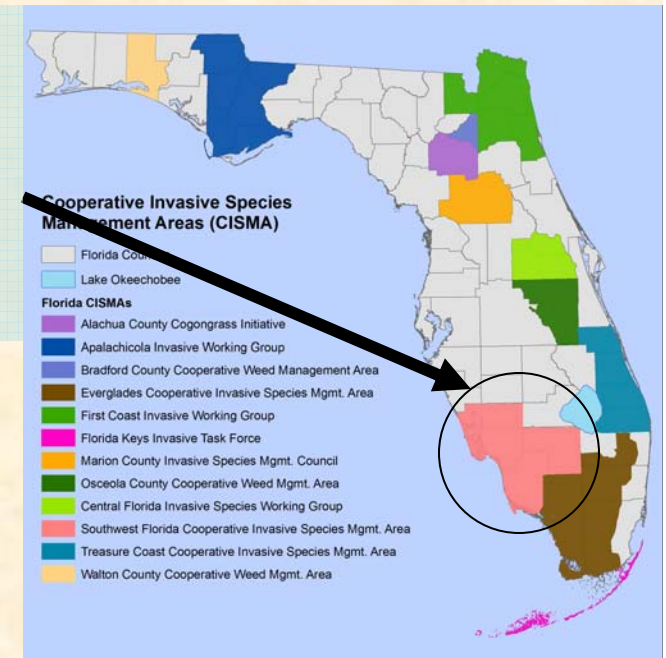 Cooperative Invasive Species
Management Areas (CISMA)
Florida Cou
Lake Okeechobee
Florida CISMAs
Alachua County Cogongrass Initiative
Apalachicola Invasive Working Group
Bradford County Cooperative Weed Management Area
Everglades Cooperative Invasive Species Mgmt. Area
First Coast Invasive Working Group
Florida Keys Invasive Task Force
Marion County Invasive Species Mgmt. Council
Osceola County Cooperative Weed Mgmt. Area
Central Florida Invasive Species Working Group
Southwest Florida Cooperative Invasive Species Mgmt. Area
Treasure Coast Cooperative Invasive Species Mgmt. Area
Walton County Cooperative Weed Mgmt. Area